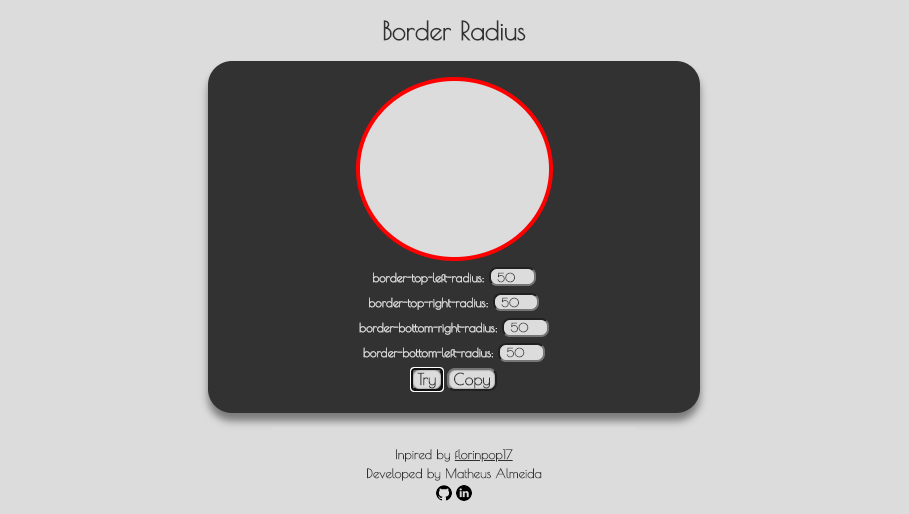 Border Radius
border-top-left-radius: 50
border-top-right-radius: 50
border-bottom-right-radius: 50
border-bottom-left-radius: 50
Try Copy
Inpired by florinpop17
Developed by Matheus Almeida
in